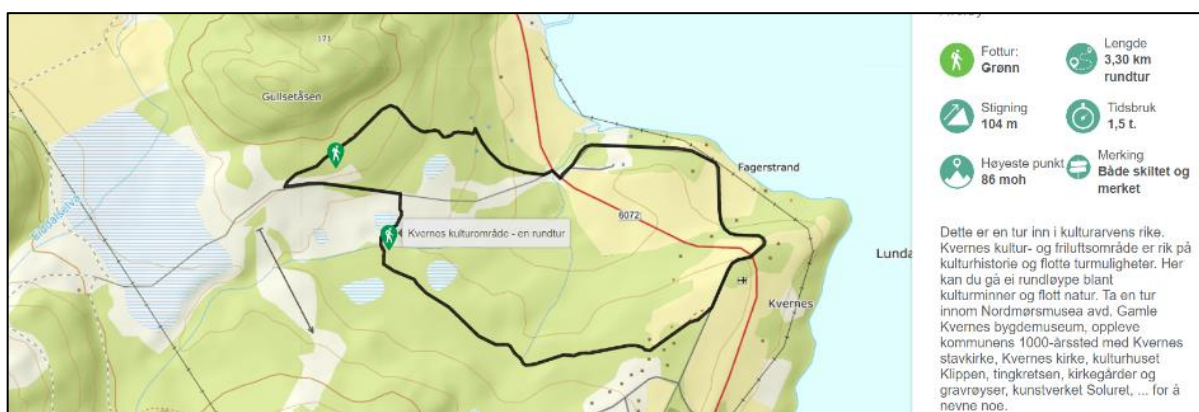 171
Gullsetåsen
Fagerstrand
6072
Kvernes kulturområde - en rundtur
Lunda
Kvernes
Fottur:
Grønn
Lengde
3,30 km
rundtur
Stigning
104 m
Tidsbruk
1,5 t.
Høyeste punkt
86 moh
Merking
Både skiltet og
merket
Dette er en tur inn i kulturarvens rike.
Kvernes kultur- og friluftsområde er rik på
kulturhistorie og flotte turmuligheter. Her
kan du gå ei rundløype blant
kulturminner og flott natur. Ta en tur
innom Nordmørsmusea avd. Gamle
Kvernes bygdemuseum, oppleve
kommunens 1000-årssted med Kvernes
stavkirke, Kvernes kirke, kulturhuset
Klippen, tingkretsen, kirkegårder og
gravrøyser, kunstverket Soluret, ... for å
nevne noe.